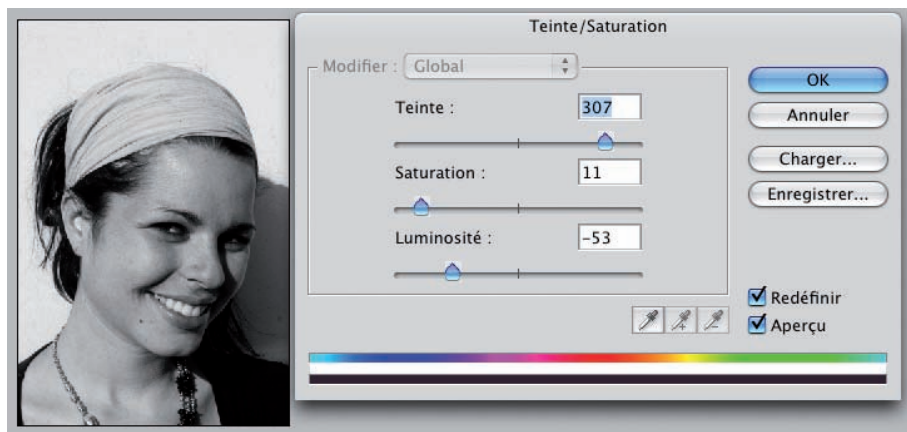 Teinte/Saturation
Modifier : Global
OK
Teinte : 307
Annuler
Saturation : 11
Charger...
Enregistrer...
Luminosité : -53
Redéfinir
Aperçu